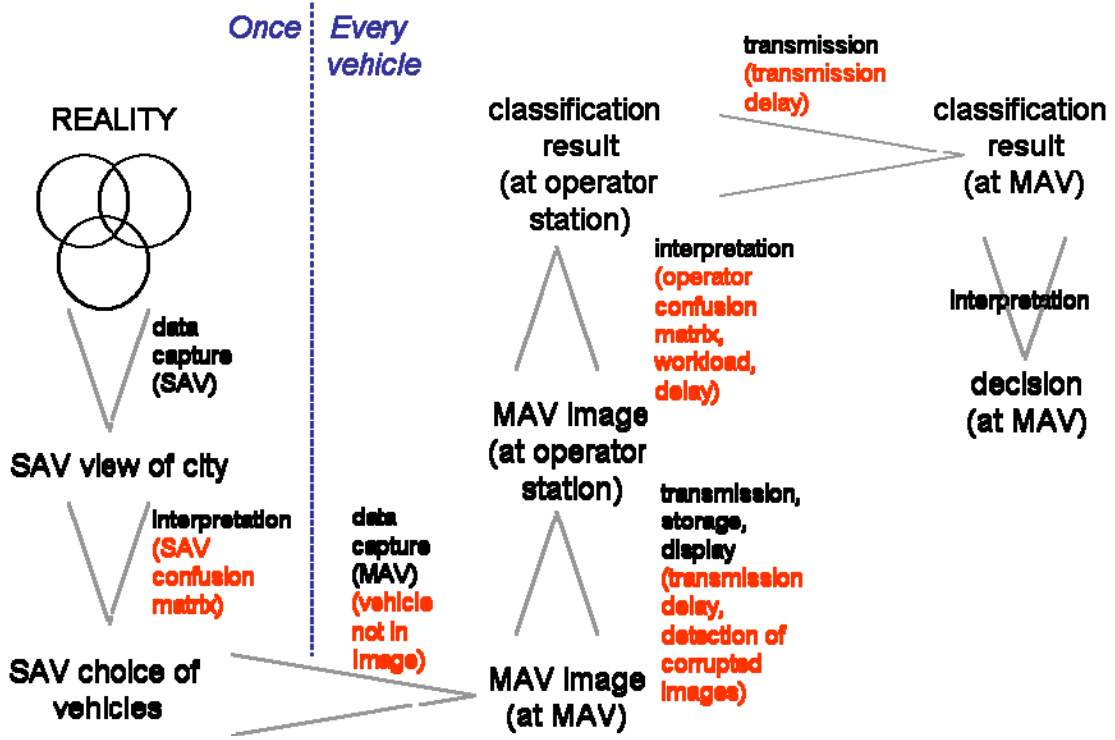 Once
Every
vehicle
REALITY
data
capture
(SAV)
SAV view of city
interpretation
(SAV
confusion
matrix)
SAV choice of
vehicles
data
capture
(MAV)
(vehicle
not in
image)
MAV image
(at MAV)
transmission,
storage,
display
(transmission
delay,
detection of
corrupted
images)
MAV image
(at operator
station)
interpretation
(operator
confusion
matrix,
workload,
delay)
classification
result
(at operator
station)
transmission
(transmission
delay)
classification
result
(at MAV)
interpretation
decision
(at MAV)